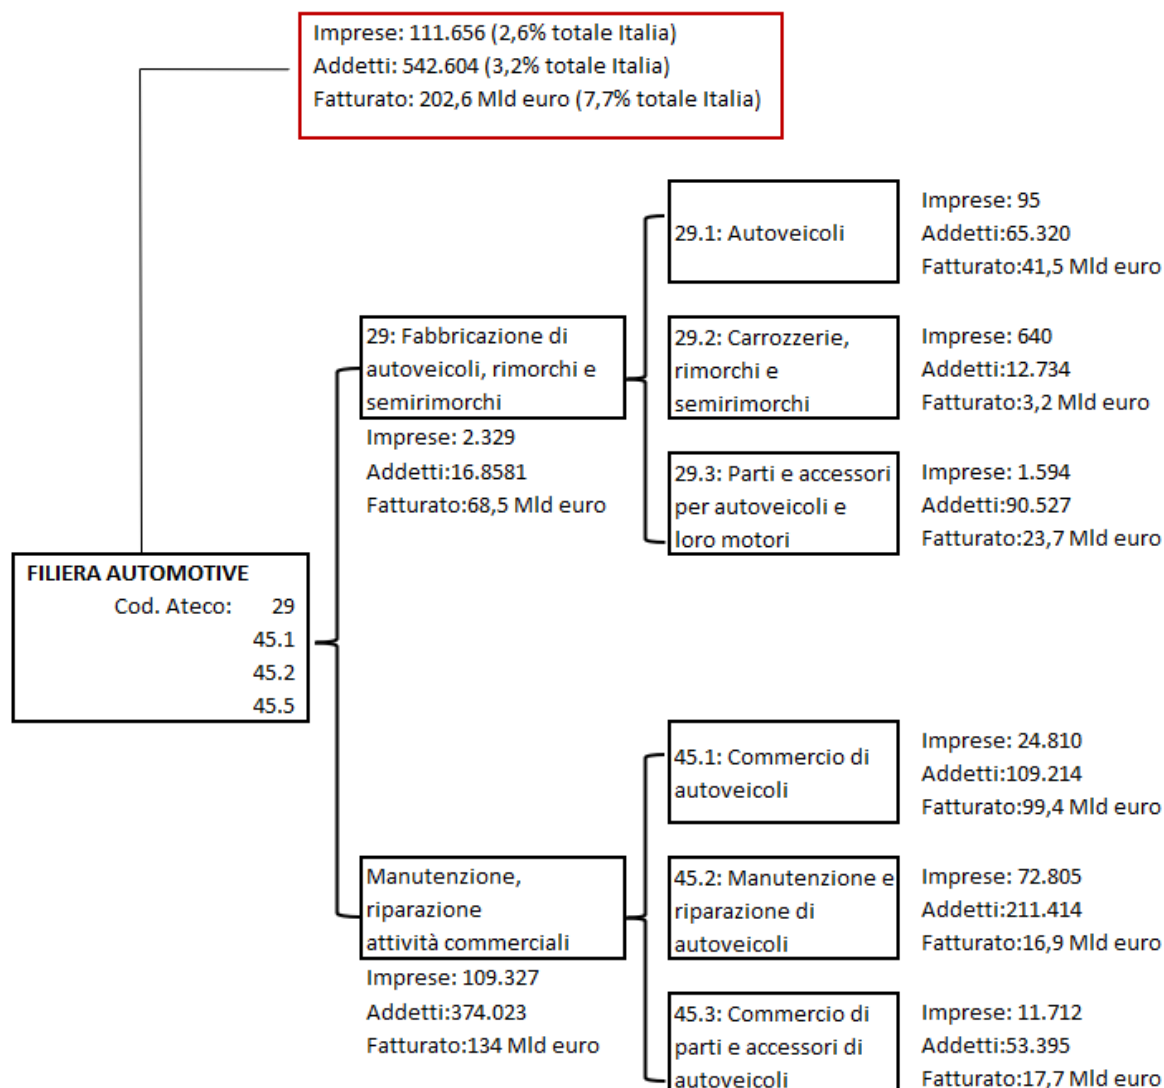 Imprese: 111.656 (2,6% totale Italia)
Addetti: 542.604 (3,2% totale Italia)
Fatturato: 202,6 Mld euro (7,7% totale Italia)
FILIERA AUTOMOTIVE
Cod. Ateco: 29
45.1
45.2
45.5
29: Fabbricazione di
autoveicoli, rimorchi e
semirimorchi
Imprese: 2.329
Addetti:16.8581
Fatturato:68,5 Mld euro
29.1: Autoveicoli
Imprese: 95
Addetti:65.320
Fatturato:41,5 Mld euro
29.2: Carrozzerie,
rimorchi e
semirimorchi
Imprese: 640
Addetti:12.734
Fatturato:3,2 Mld euro
29.3: Parti e accessori
per autoveicoli e
loro motori
Imprese: 1.594
Addetti:90.527
Fatturato:23,7 Mld euro
Manutenzione,
riparazione
attività commerciali
Imprese: 109.327
Addetti:374.023
Fatturato:134 Mld euro
45.1: Commercio di
autoveicoli
Imprese: 24.810
Addetti:109.214
Fatturato:99,4 Mld euro
45.2: Manutenzione e
riparazione di
autoveicoli
Imprese: 72.805
Addetti:211.414
Fatturato:16,9 Mld euro
45.3: Commercio di
parti e accessori di
autoveicoli
Imprese: 11.712
Addetti:53.395
Fatturato:17,7 Mld euro